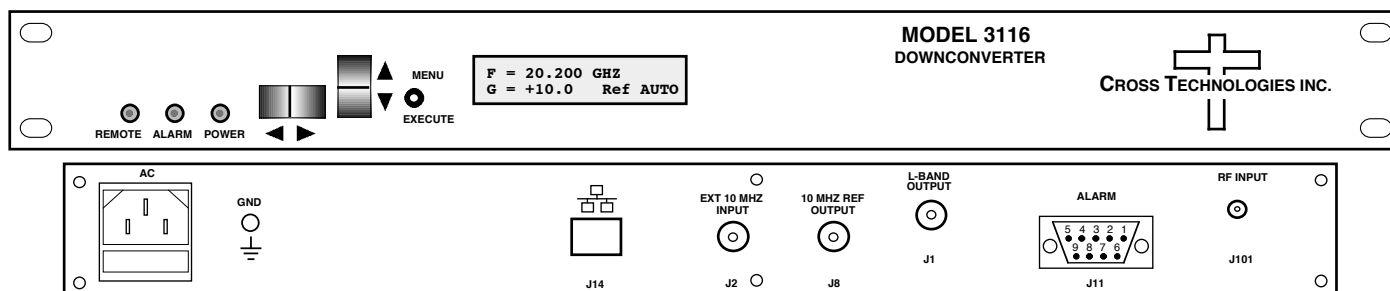 MODEL 3116
DOWNCONVERTER
CROSS TECHNOLOGIES INC.
F = 20.200 GHZ
G = +10.0 Ref AUTO
MENU
EXECUTE
REMOTE ALARM POWER
AC
GND
J14
EXT 10 MHZ
INPUT
J2
10 MHZ REF
OUTPUT
J8
L-BAND
OUTPUT
J1
ALARM
5 4 3 2 1
9 8 7 6
J11
RF INPUT
J101